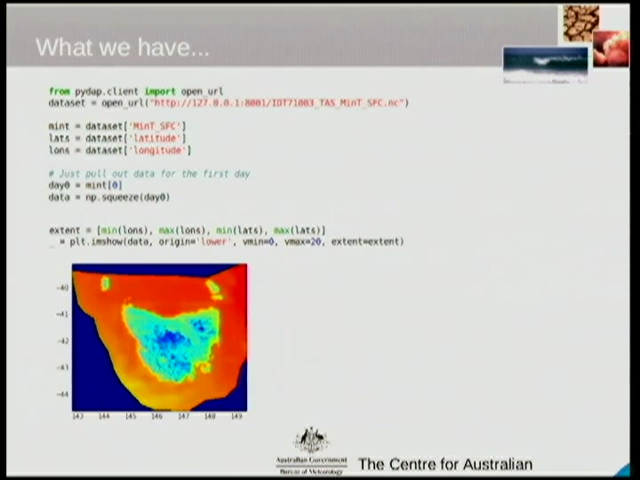 What we have...
from pydap.client import open_url
dataset = open_url("http://127.0.0.1:8001/IDT71003_TAS_MinT_SFC.nc")
mint = dataset['MinT_SFC']
lats = dataset['latitude']
lons = dataset['longitude']
# Just pull out data for the first day
day0 = mint[0]
data = np.squeeze(day0)
extent = [min(lons), max(lons), min(lats), max(lats)]
_ = plt.imshow(data, origin='lower', vmin=0, vmax=20, extent=extent)
-40
-41
-42
-43
-44
143 144 145 146 147 148 149
Australian Government
Bureau of Meteorology
The Centre for Australian